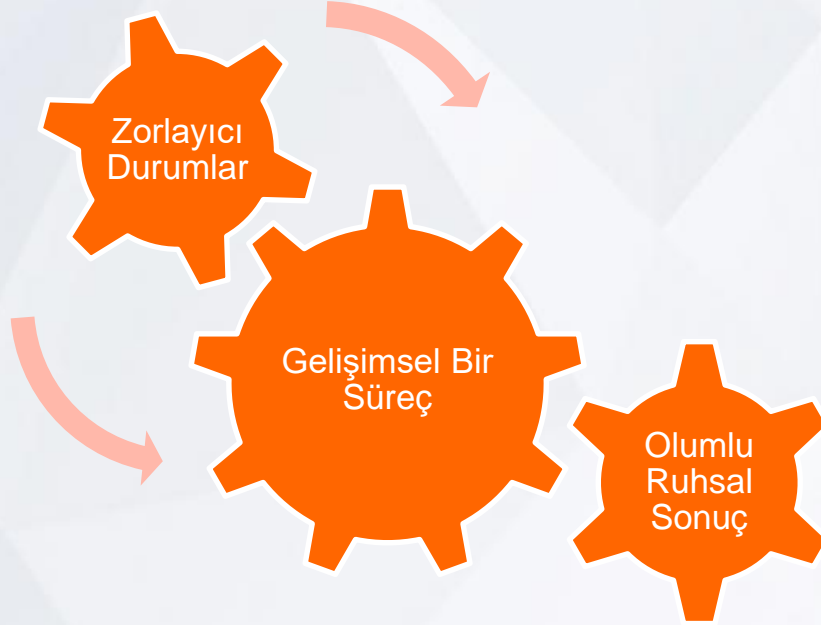 Zorlayıcı
Durumlar
Gelişimsel Bir
Süreç
Olumlu
Ruhsal
Sonuç